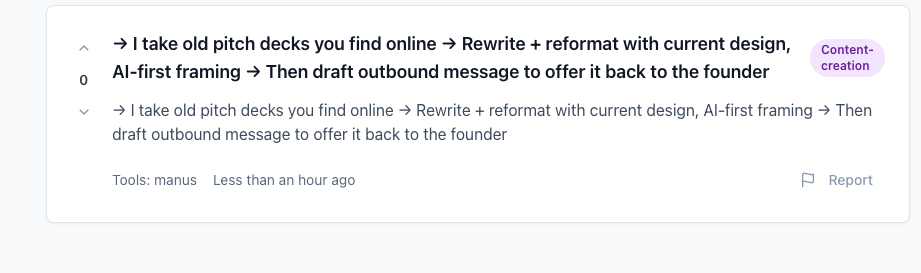 → I take old pitch decks you find online → Rewrite + reformat with current design,
AI-first framing → Then draft outbound message to offer it back to the founder
Content-
creation
0
→ I take old pitch decks you find online → Rewrite + reformat with current design, AI-first framing → Then
draft outbound message to offer it back to the founder
Tools: manus Less than an hour ago
Report